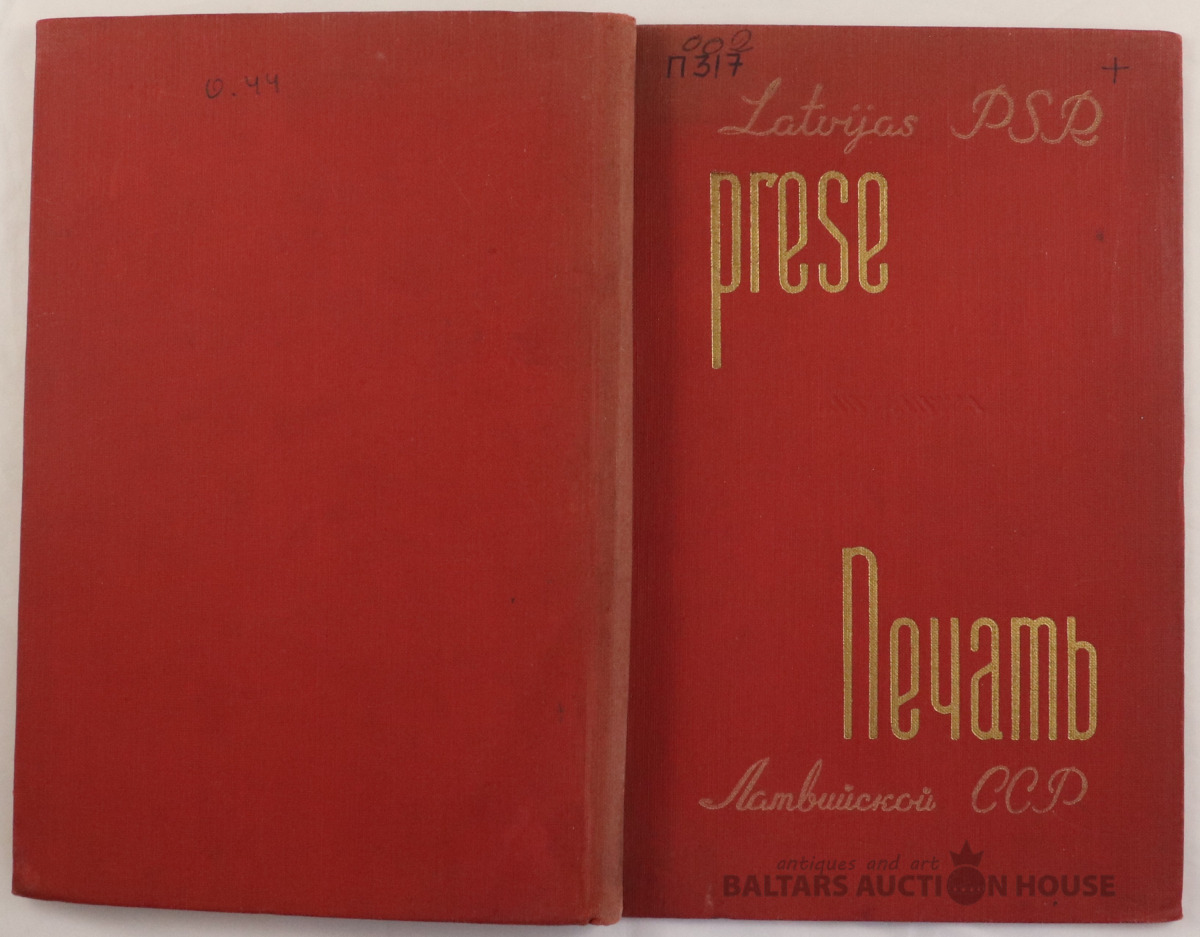 0.44
002
П317 +
Latvijas PSR
prese
Печать
Латвийской ССР
antiques and art
BALTARS AUCTION HOUSE